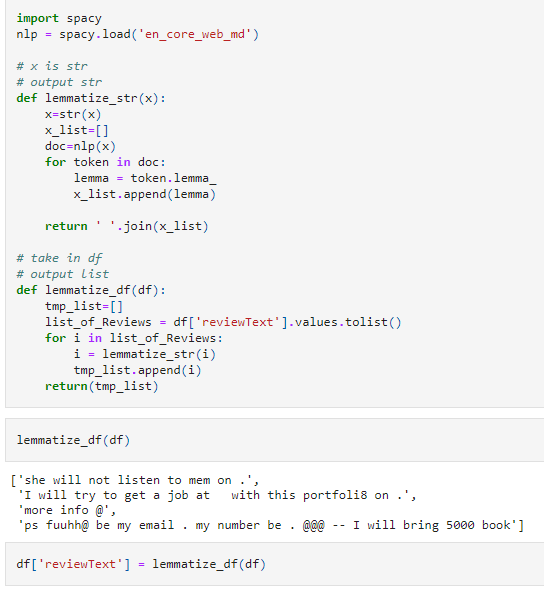 import spacy
nlp = spacy.load('en_core_web_md')
# x is str
# output str
def lemmatize_str(x):
    x=str(x)
    x_list=[]
    doc=nlp(x)
    for token in doc:
        lemma = token.lemma_
        x_list.append(lemma)
    return ' '.join(x_list)
# take in df
# output list
def lemmatize_df(df):
    tmp_list=[]
    list_of_Reviews = df['reviewText'].values.tolist()
    for i in list_of_Reviews:
        i = lemmatize_str(i)
        tmp_list.append(i)
    return(tmp_list)
lemmatize_df(df)
['she will not listen to mem on .',
 'I will try to get a job at   with this portfoli8 on .',
 'more info @',
 'ps fuuhh@ be my email . my number be . @@@ -- I will bring 5000 book']
df['reviewText'] = lemmatize_df(df)